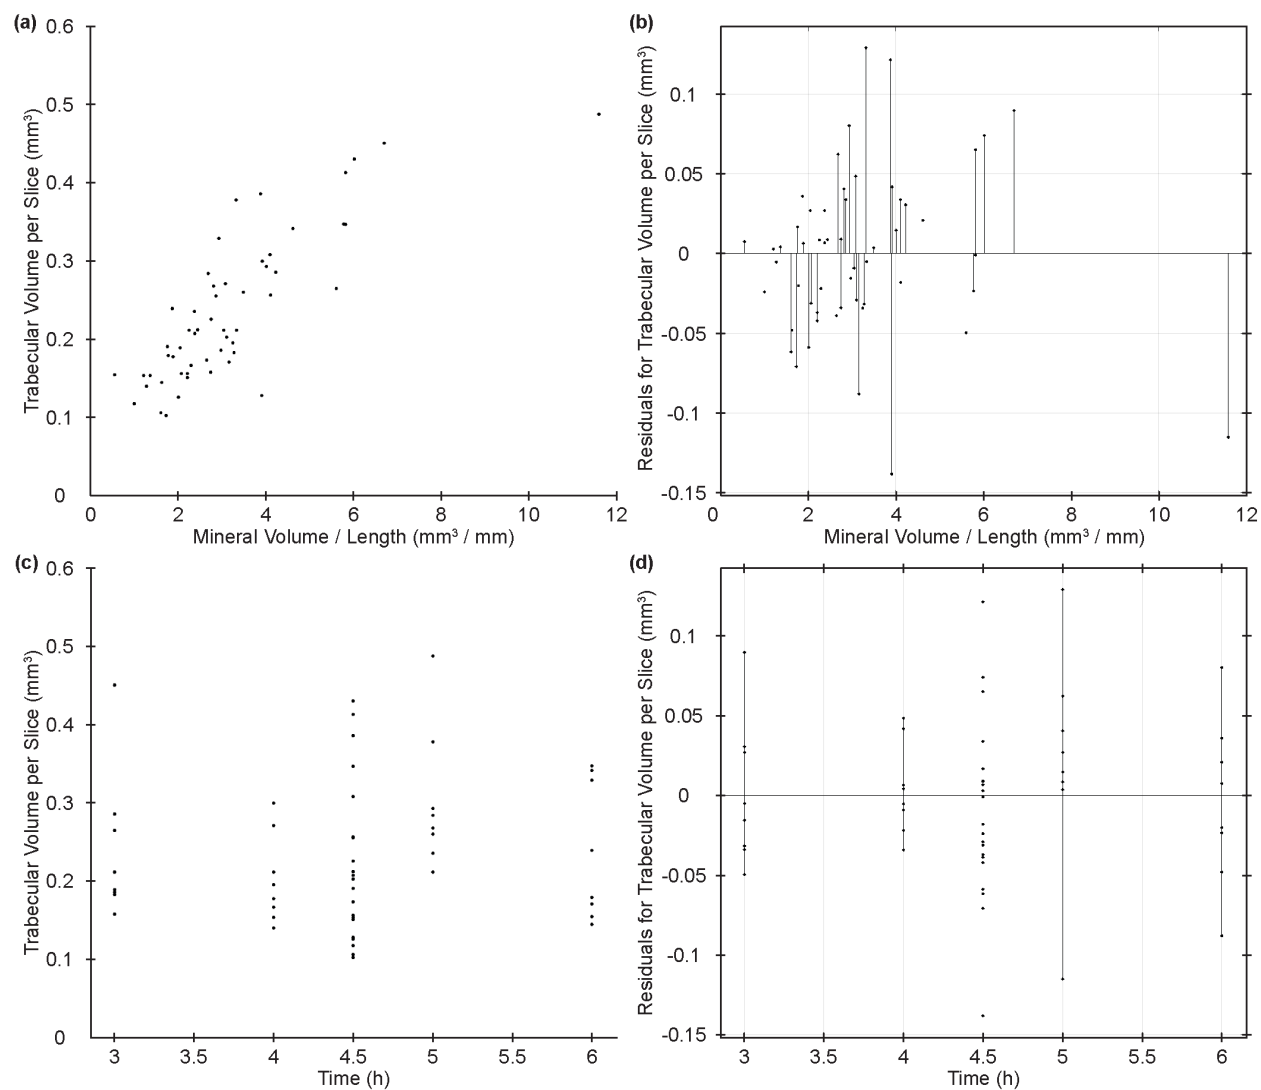 (a)
0.6
0.5
0.4
0.3
0.2
0.1
0
Trabecular Volume per Slice (mm³)
0 2 4 6 8 10 12
Mineral Volume / Length (mm³ / mm)
(b)
0.1
0.05
0
-0.05
-0.1
-0.15
Residuals for Trabecular Volume per Slice (mm³)
0 2 4 6 8 10 12
Mineral Volume / Length (mm³ / mm)
(c)
0.6
0.5
0.4
0.3
0.2
0.1
0
Trabecular Volume per Slice (mm³)
3 3.5 4 4.5 5 5.5 6
Time (h)
(d)
0.1
0.05
0
-0.05
-0.1
-0.15
Residuals for Trabecular Volume per Slice (mm³)
3 3.5 4 4.5 5 5.5 6
Time (h)